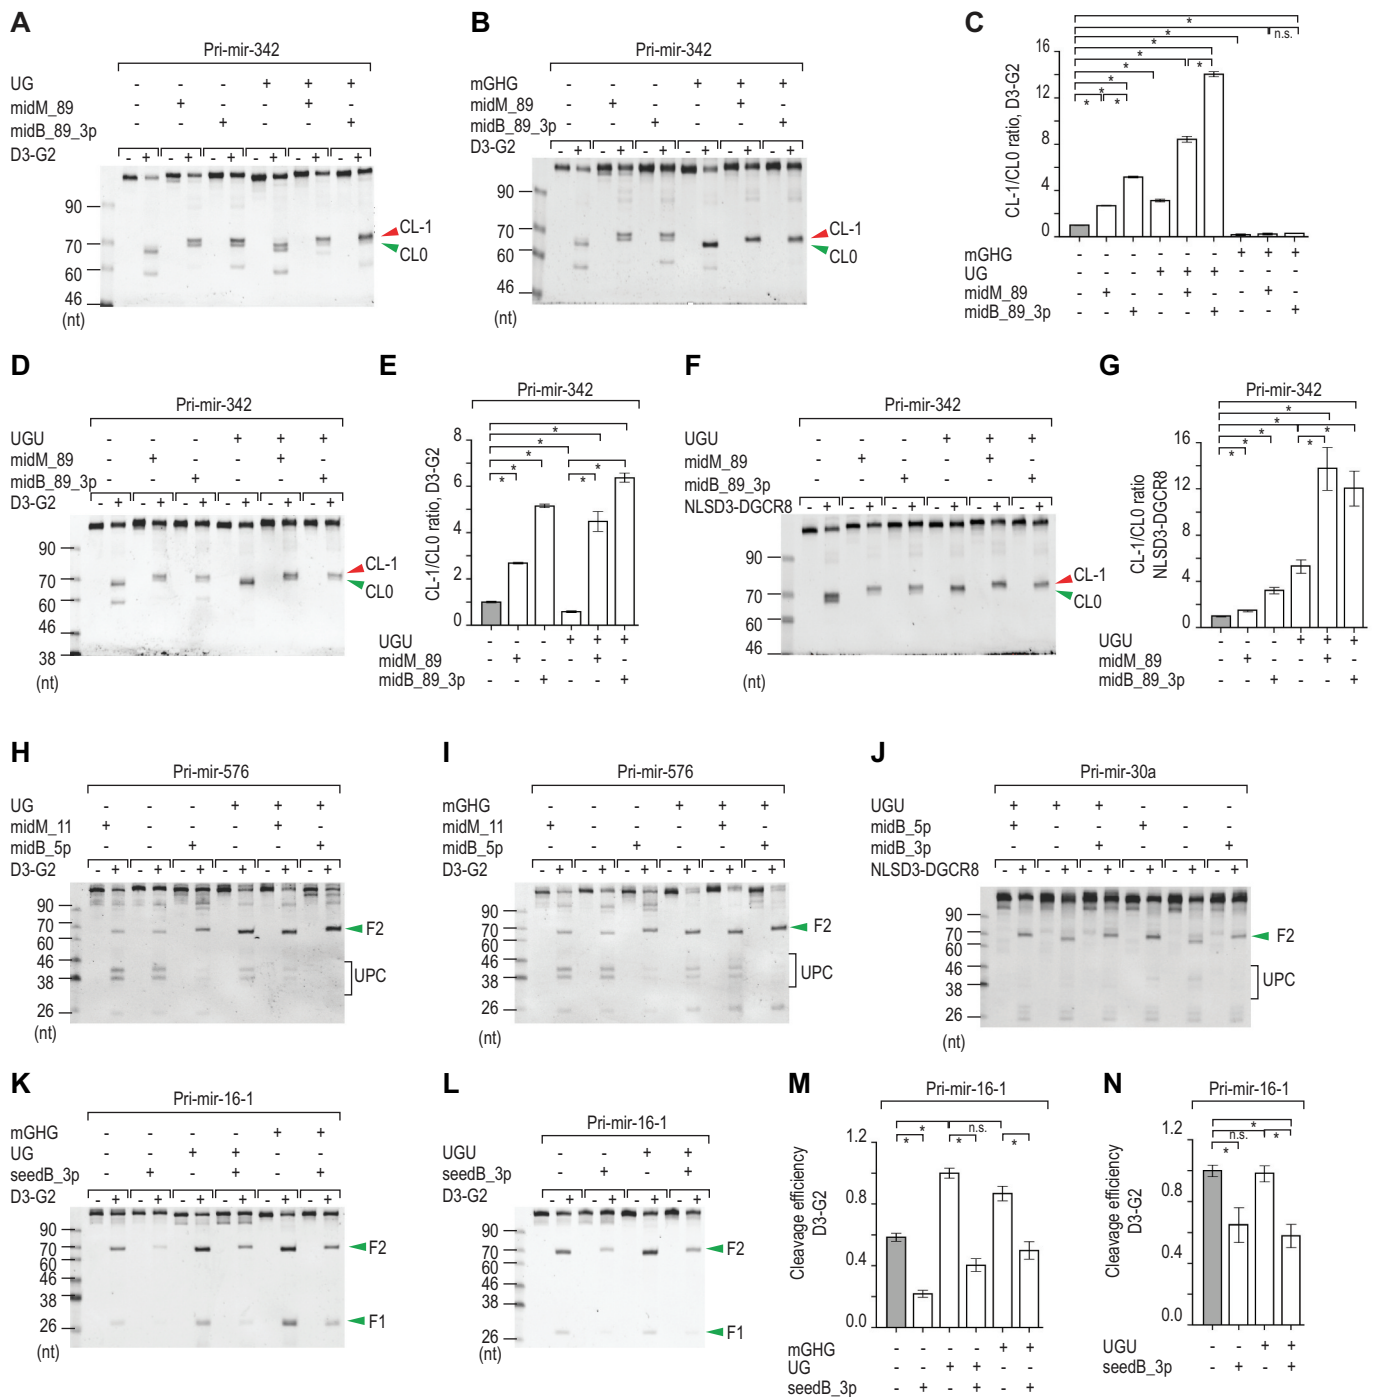 A
Pri-mir-342
UG - - - + + +
midM_89 - + - - + -
midB_89_3p - - + - - +
D3-G2 - + - + - + - + - + - +
90
70
60
46
(nt)
CL-1
CL0
B
Pri-mir-342
mGHG - - - + + +
midM_89 - + - - + -
midB_89_3p - - + - - +
D3-G2 - + - + - + - + - + - +
90
70
60
46
(nt)
CL-1
CL0
C
CL-1/CL0 ratio, D3-G2
16
12
8
4
0
* * * * * * * * * * n.s.
mGHG - - - - - - + + +
UG - - - + + + - - -
midM_89 - + - - + - - + -
midB_89_3p - - + - - + - - +
D
Pri-mir-342
UGU - - - + + +
midM_89 - + - - + -
midB_89_3p - - + - - +
D3-G2 - + - + - + - + - + - +
90
70
60
46
38
(nt)
CL-1
CL0
E
Pri-mir-342
CL-1/CL0 ratio, D3-G2
8
6
4
2
0
* * * * * * *
UGU - - - + + +
midM_89 - + - - + -
midB_89_3p - - + - - +
F
Pri-mir-342
UGU - - - + + +
midM_89 - + - - + -
midB_89_3p - - + - - +
NLSD3-DGCR8 - + - + - + - + - + - +
90
70
60
46
(nt)
CL-1
CL0
G
Pri-mir-342
CL-1/CL0 ratio
NLSD3-DGCR8
16
12
8
4
0
* * * * * * *
UGU - - - + + +
midM_89 - + - - + -
midB_89_3p - - + - - +
H
Pri-mir-576
UG - - - + + +
midM_11 + - - - + -
midB_5p - - + - - +
D3-G2 - + - + - + - + - + - +
90
70
60
46
38
26
(nt)
F2
UPC
I
Pri-mir-576
mGHG - - - + + +
midM_11 + - - - + -
midB_5p - - + - - +
D3-G2 - + - + - + - + - + - +
90
70
60
46
38
26
(nt)
F2
UPC
J
Pri-mir-30a
UGU + + + - - -
midB_5p + - - + - -
midB_3p - - + - - +
NLSD3-DGCR8 - + - + - + - + - + - +
90
70
60
46
38
26
(nt)
F2
UPC
K
Pri-mir-16-1
mGHG - - - - + +
UG - - + + - -
seedB_3p - + - + - +
D3-G2 - + - + - + - + - + - +
90
70
60
46
38
26
(nt)
F2
F1
L
Pri-mir-16-1
UGU - - + +
seedB_3p - + - +
D3-G2 - + - + - + - +
90
70
60
46
38
26
(nt)
F2
F1
M
Pri-mir-16-1
Cleavage efficiency
D3-G2
1.2
0.8
0.4
0.0
* * * n.s. *
mGHG - - - - + +
UG - - + + - -
seedB_3p - + - + - +
N
Pri-mir-16-1
Cleavage efficiency
D3-G2
1.2
0.8
0.4
0.0
* n.s. * *
UGU - - + +
seedB_3p - + - +